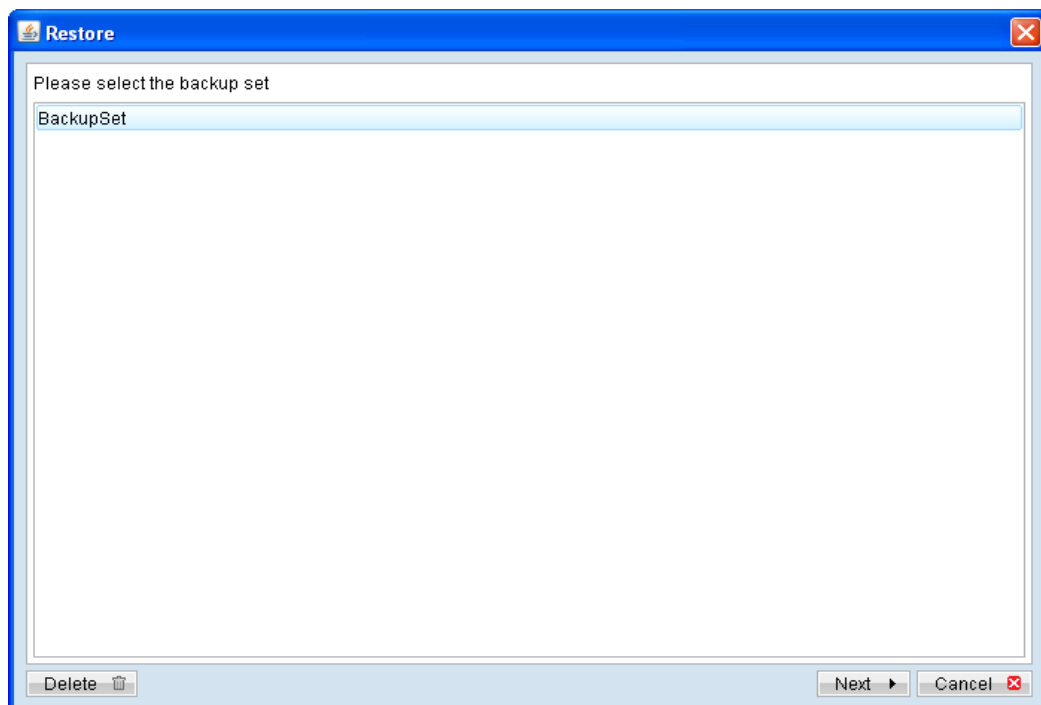 Restore
Please select the backup set
BackupSet
Delete
Next
Cancel